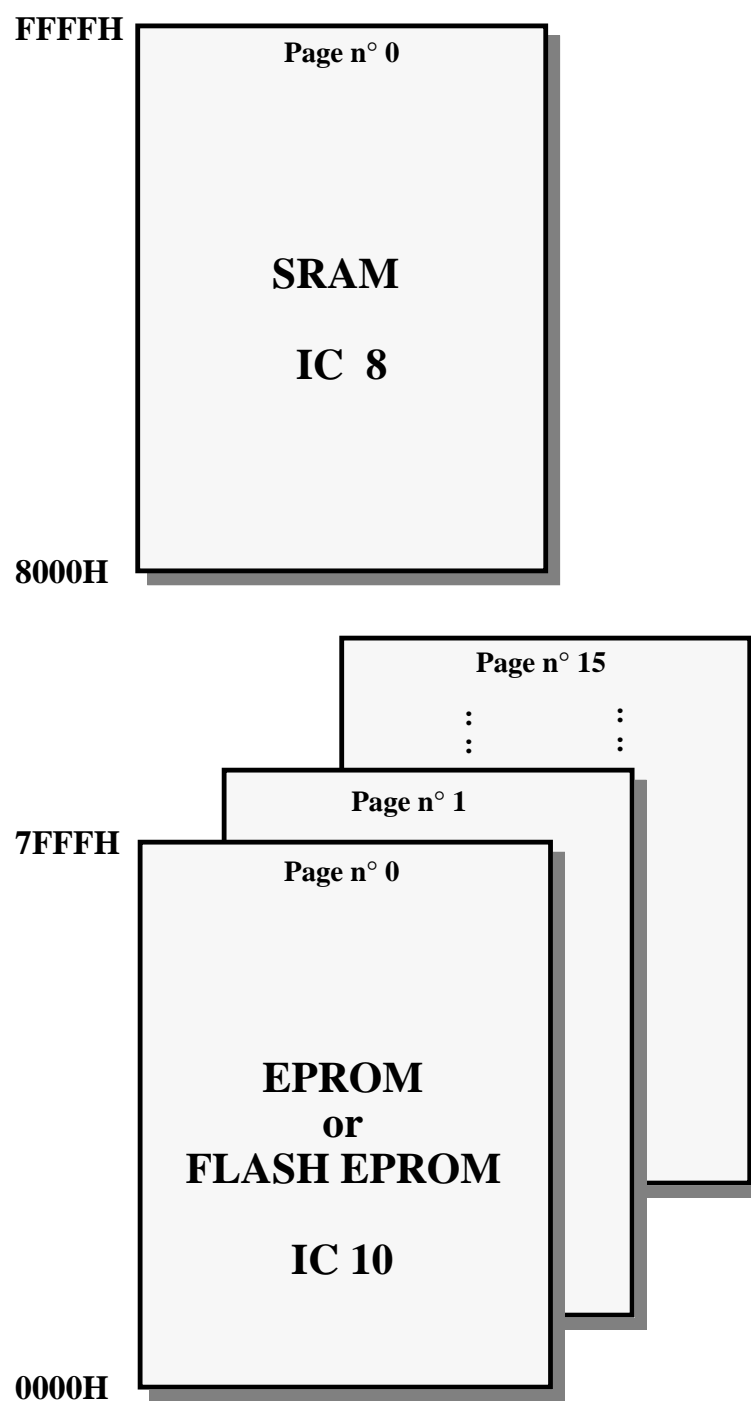 FFFFH
Page n° 0
SRAM
IC 8
8000H
Page n° 15
: :
: :
Page n° 1
7FFFH
Page n° 0
EPROM
or
FLASH EPROM
IC 10
0000H